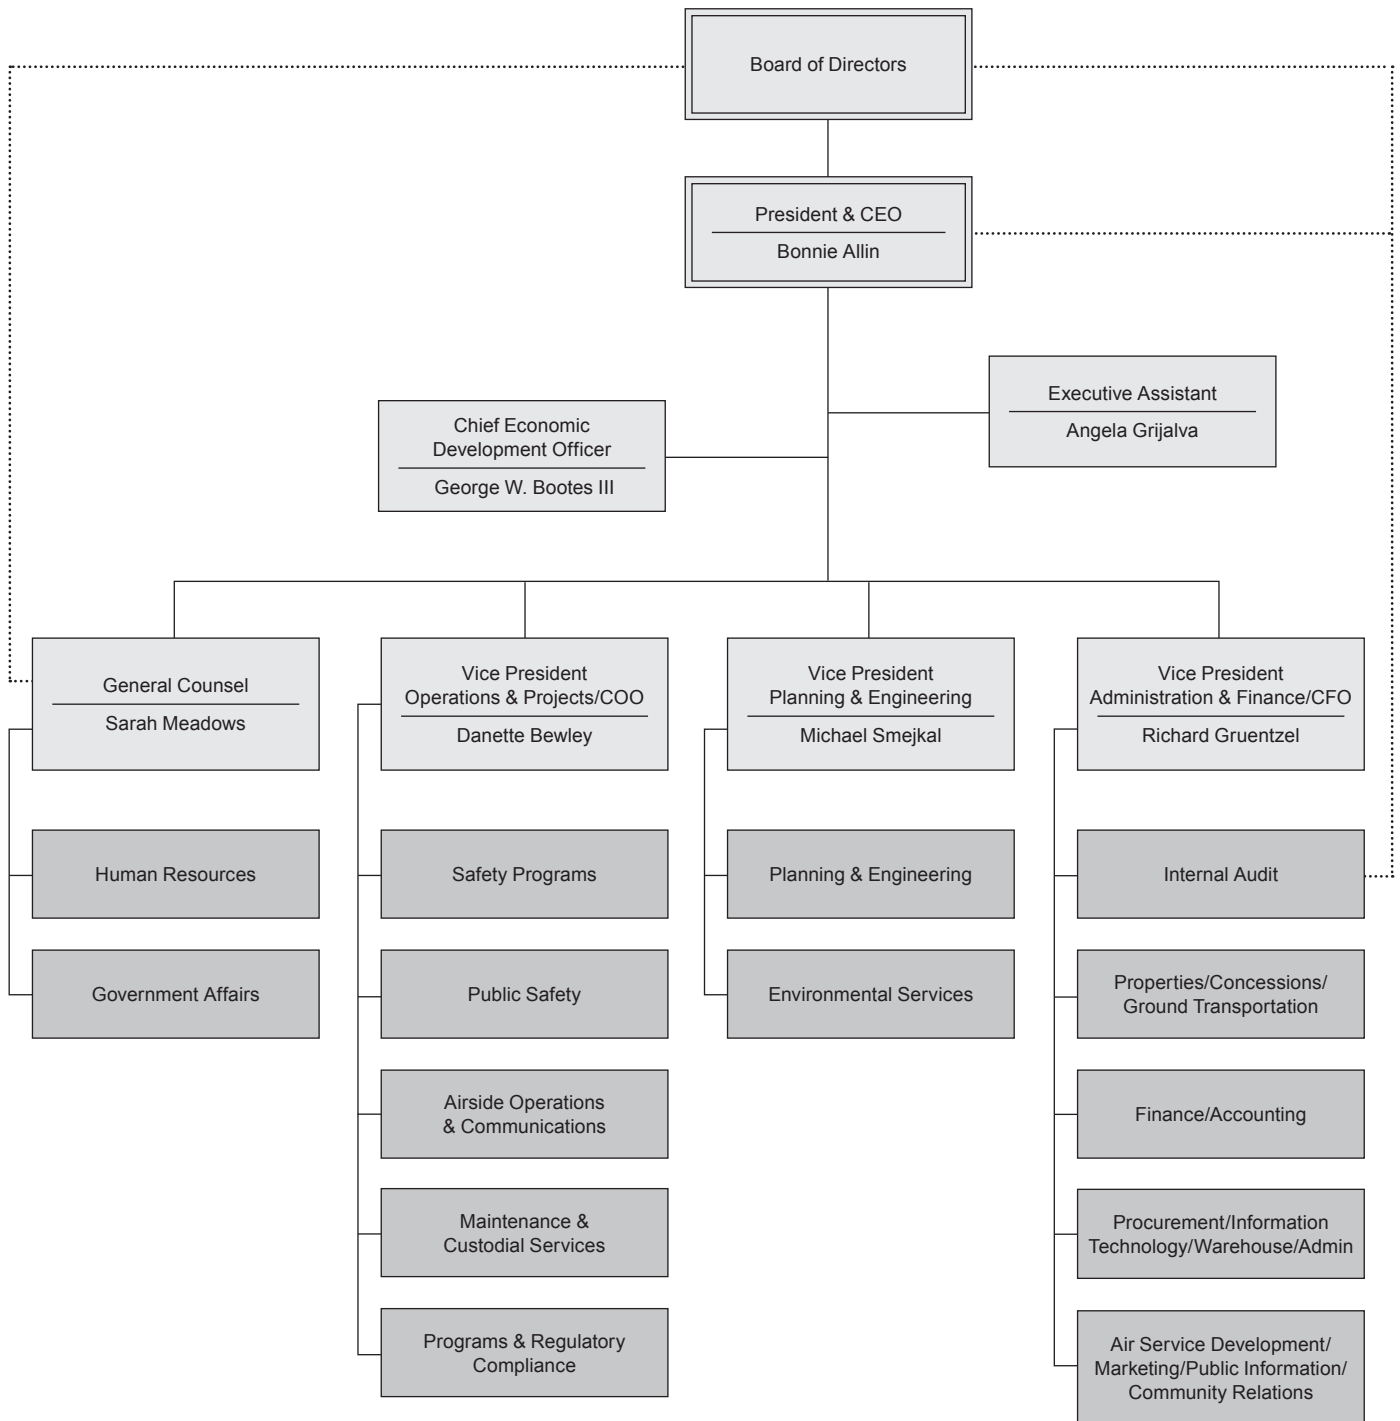 Board of Directors
President & CEO
Bonnie Allin
Executive Assistant
Angela Grijalva
Chief Economic
Development Officer
George W. Bootes III
General Counsel
Sarah Meadows
Vice President
Operations & Projects/COO
Danette Bewley
Vice President
Planning & Engineering
Michael Smejkal
Vice President
Administration & Finance/CFO
Richard Gruentzel
Human Resources
Safety Programs
Planning & Engineering
Internal Audit
Government Affairs
Public Safety
Environmental Services
Properties/Concessions/
Ground Transportation
Airside Operations
& Communications
Finance/Accounting
Maintenance &
Custodial Services
Procurement/Information
Technology/Warehouse/Admin
Programs & Regulatory
Compliance
Air Service Development/
Marketing/Public Information/
Community Relations